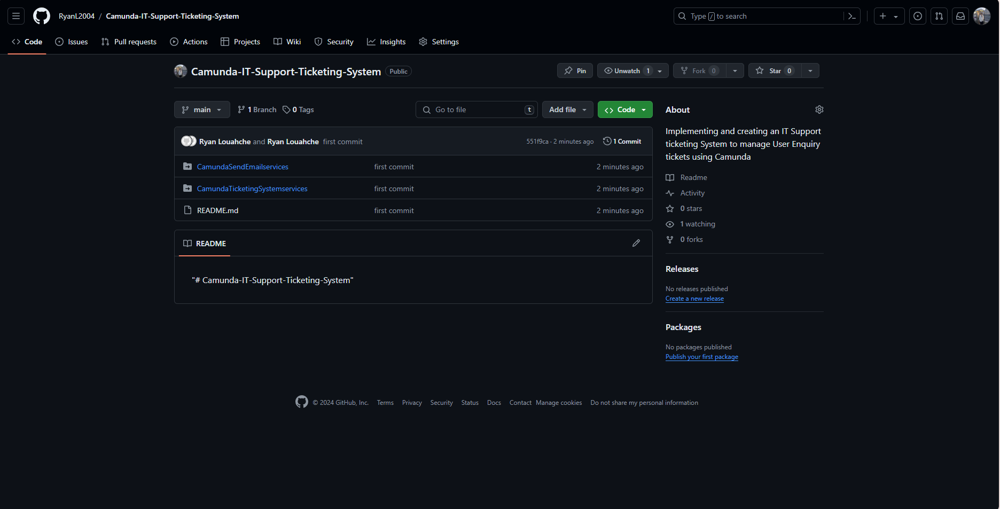 RyanL2004 / Camunda-IT-Support-Ticketing-System
Type / to search
Code Issues Pull requests Actions Projects Wiki Security Insights Settings
Camunda-IT-Support-Ticketing-System Public
Pin Unwatch 1 Fork 0 Star 0
main 1 Branch 0 Tags Go to file t Add file Code
Ryan Louahche and Ryan Louahche first commit 551f9ca · 2 minutes ago 1 Commit
CamundaSendEmailservices first commit 2 minutes ago
CamundaTicketingSystemservices first commit 2 minutes ago
README.md first commit 2 minutes ago
README
"# Camunda-IT-Support-Ticketing-System"
About
Implementing and creating an IT Support
ticketing System to manage User Enquiry
tickets using Camunda
Readme
Activity
0 stars
1 watching
0 forks
Releases
No releases published
Create a new release
Packages
No packages published
Publish your first package
© 2024 GitHub, Inc. Terms Privacy Security Status Docs Contact Manage cookies Do not share my personal information